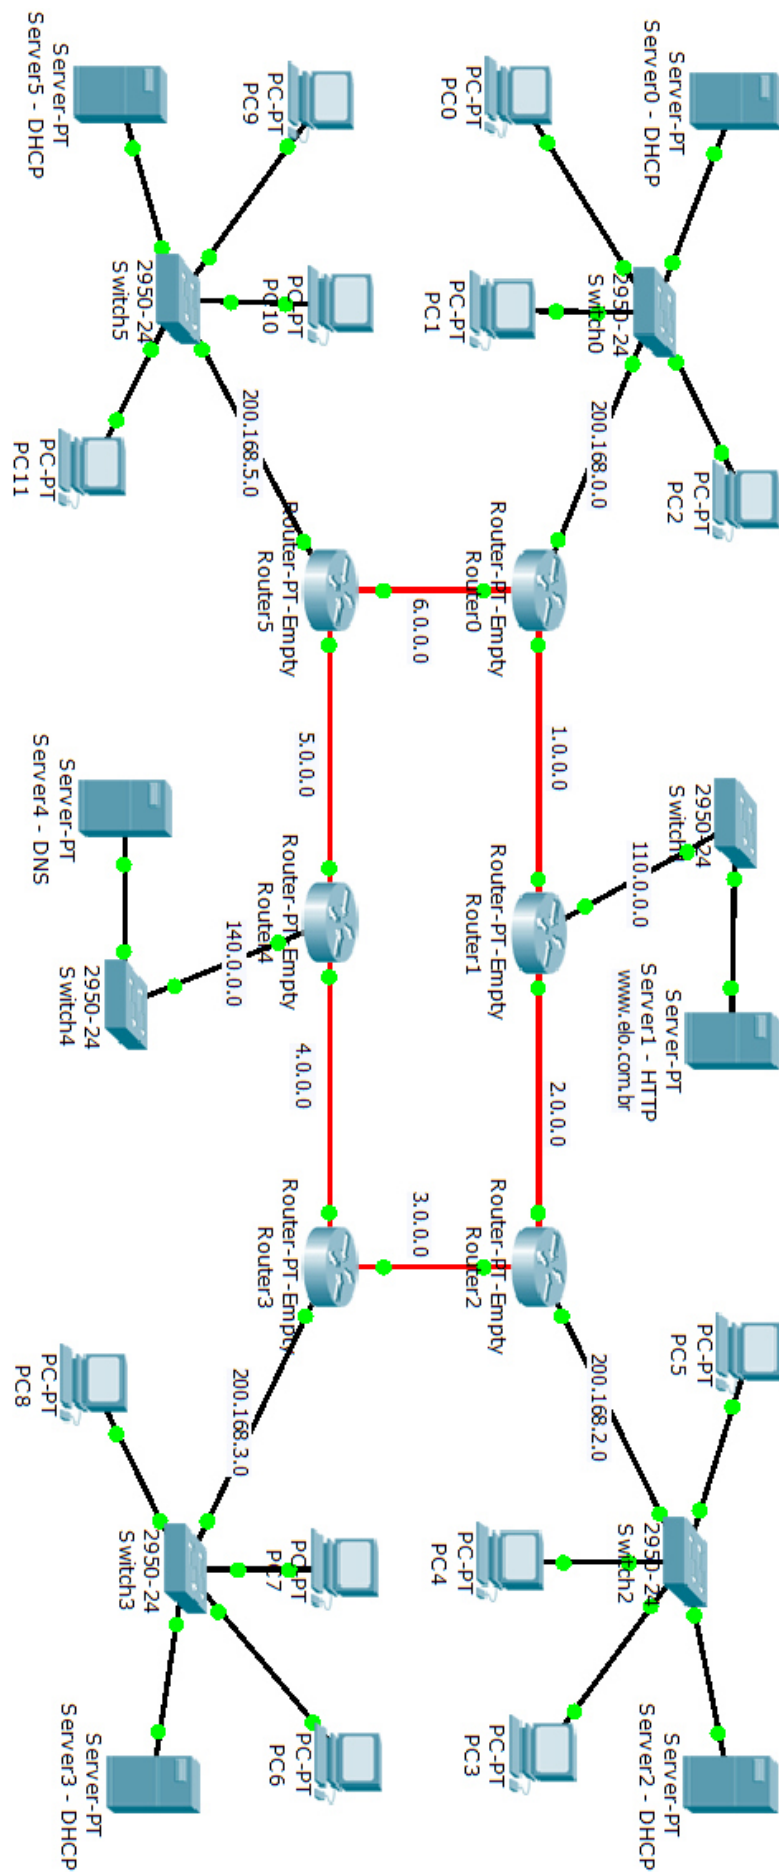 Server-PT
Server0 - DHCP
PC-PT
PC2
2950-24
Switch0
PC-PT
PC0
PC-PT
PC1
200.168.0.0
2950-24
110.0.0.0
Server-PT
Server1 - HTTP
www.elo.com.br
PC-PT
PC5
2950-24
Switch2
Server-PT
Server2 - DHCP
200.168.2.0
PC-PT
PC4
PC-PT
PC3
Router-PT-Empty
Router0
1.0.0.0
Router-PT-Empty
Router1
2.0.0.0
Router-PT-Empty
Router2
6.0.0.0
3.0.0.0
PC-PT
PC9
PC-PT
PC10
Router-PT-Empty
Router5
5.0.0.0
Router-PT-Empty
Router4
4.0.0.0
Router-PT-Empty
Router3
PC-PT
PC7
PC-PT
PC6
200.168.5.0
140.0.0.0
200.168.3.0
Server-PT
Server5 - DHCP
2950-24
Switch5
PC-PT
PC11
Server-PT
Server4 - DNS
2950-24
Switch4
PC-PT
PC8
2950-24
Switch3
Server-PT
Server3 - DHCP